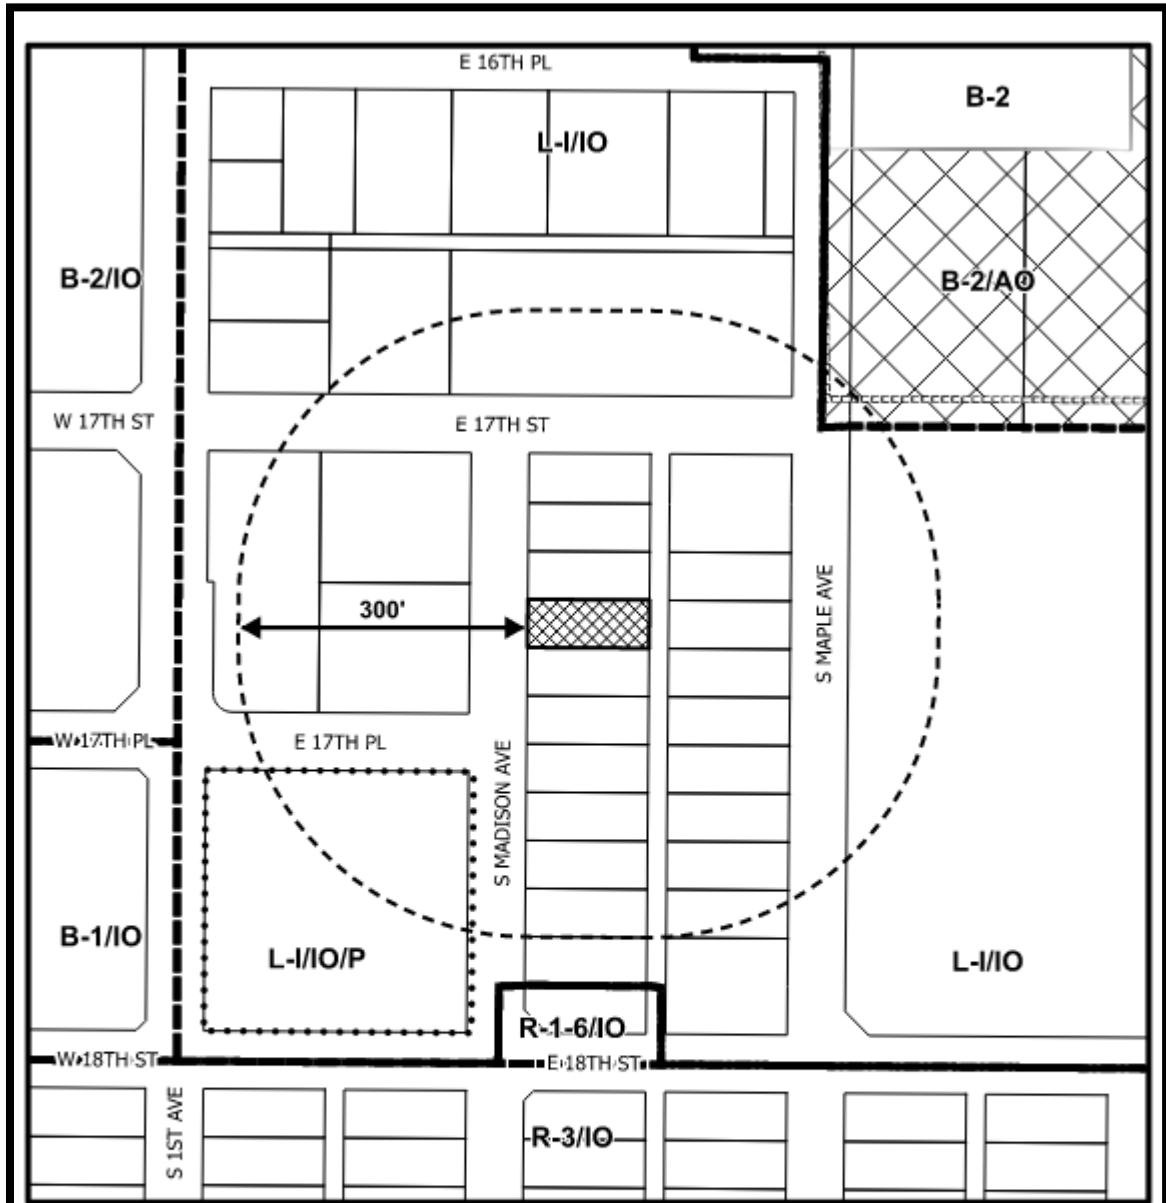 E 16TH PL
B-2
L-I/IO
B-2/IO
B-2/AO
W 17TH ST
E 17TH ST
300'
S MAPLE AVE
W 17TH PL
E 17TH PL
S MADISON AVE
B-1/IO
L-I/IO/P
L-I/IO
R-1-6/IO
W 18TH ST
E 18TH ST
S 1ST AVE
R-3/IO